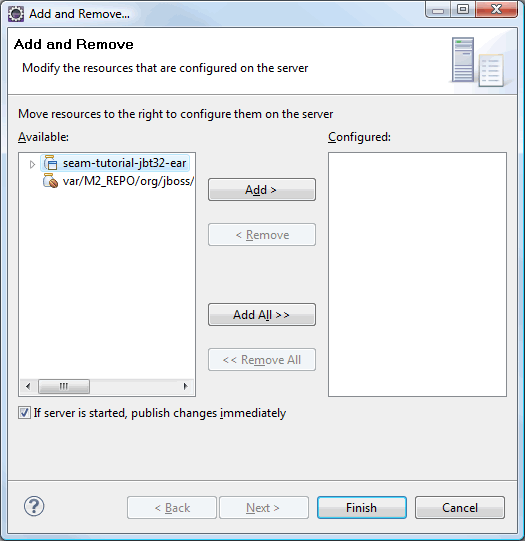 Add and Remove...
Add and Remove
Modify the resources that are configured on the server
Move resources to the right to configure them on the server
Available:
Configured:
seam-tutorial-jbt32-ear
var/M2_REPO/org/jboss/
Add >
< Remove
Add All >>
<< Remove All
If server is started, publish changes immediately
?
< Back
Next >
Finish
Cancel